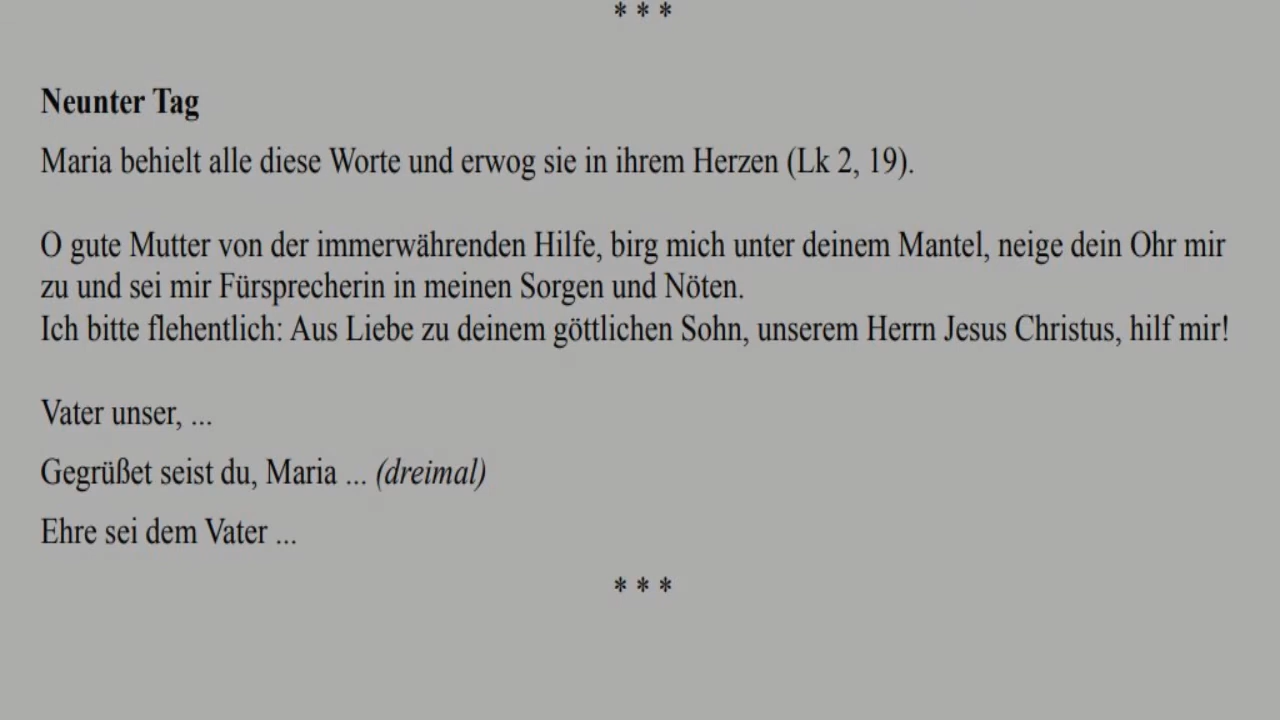 * * *
Neunter Tag
Maria behielt alle diese Worte und erwog sie in ihrem Herzen (Lk 2, 19).
O gute Mutter von der immerwährenden Hilfe, birg mich unter deinem Mantel, neige dein Ohr mir
zu und sei mir Fürsprecherin in meinen Sorgen und Nöten.
Ich bitte flehentlich: Aus Liebe zu deinem göttlichen Sohn, unserem Herrn Jesus Christus, hilf mir!
Vater unser, ...
Gegrüßet seist du, Maria ... (dreimal)
Ehre sei dem Vater ...
* * *